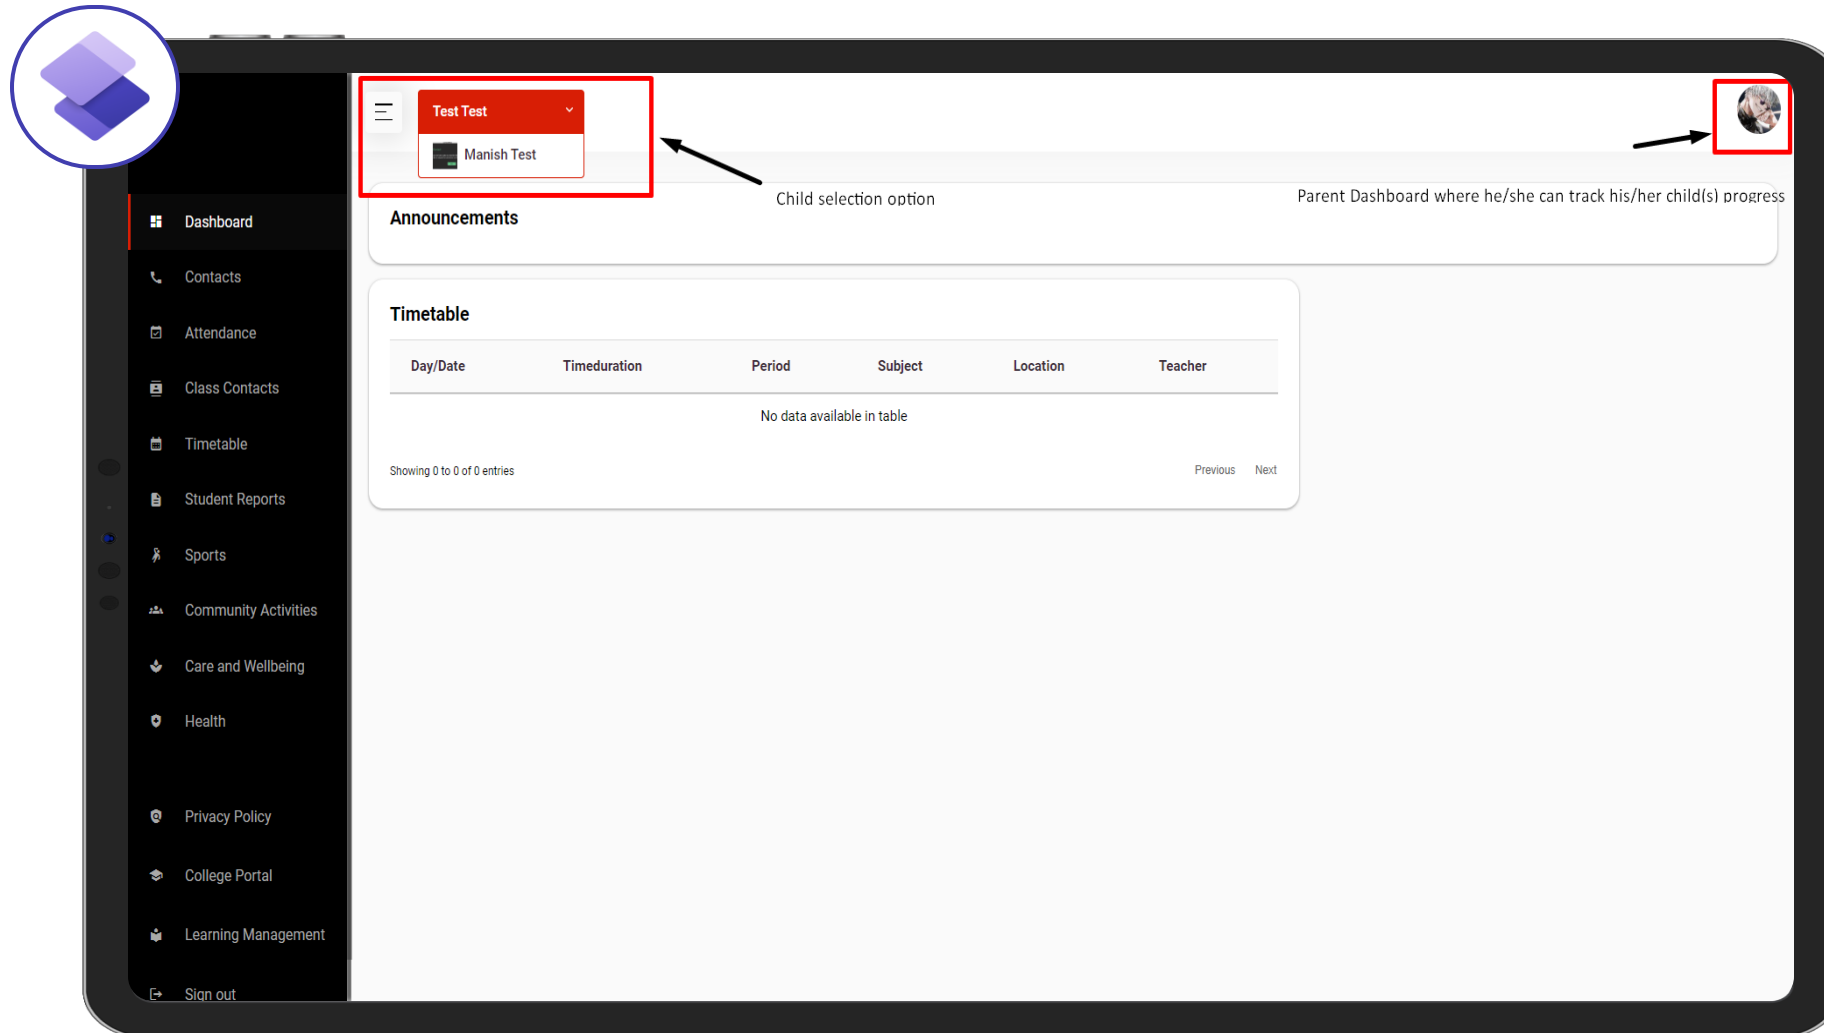 Test Test
Manish Test
Child selection option
Parent Dashboard where he/she can track his/her child(s) progress
Dashboard
Contacts
Attendance
Class Contacts
Timetable
Student Reports
Sports
Community Activities
Care and Wellbeing
Health
Privacy Policy
College Portal
Learning Management
Sign out
Announcements
Timetable
Day/Date Timeduration Period Subject Location Teacher
No data available in table
Showing 0 to 0 of 0 entries
Previous Next